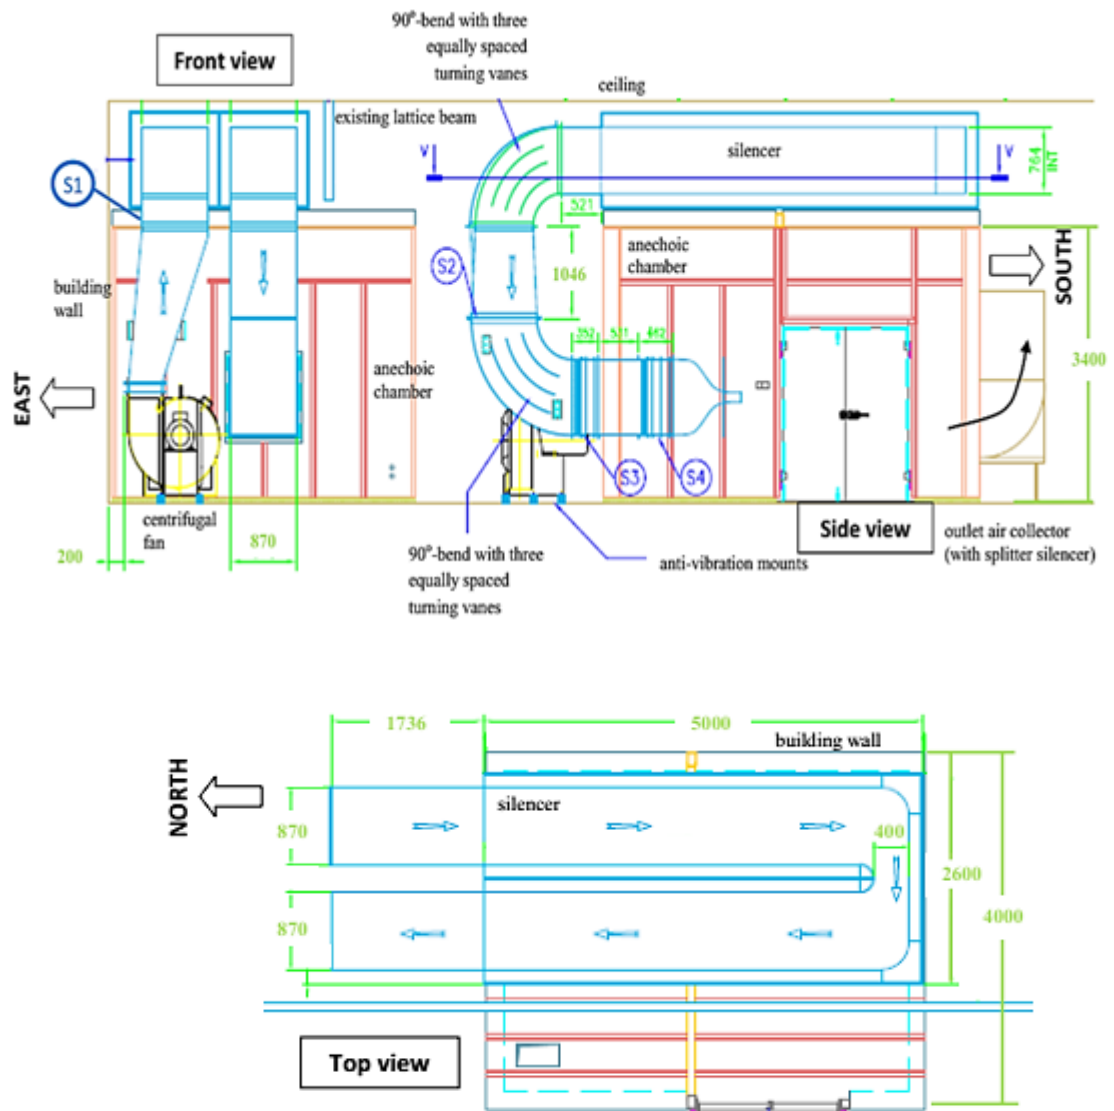 90°-bend with three
equally spaced
turning vanes
Front view
ceiling
existing lattice beam
silencer
V
V
764
INT
S1
521
anechoic
chamber
SOUTH
S2
1046
building
wall
352
521
462
3400
EAST
anechoic
chamber
S3
S4
centrifugal
fan
Side view
outlet air collector
(with splitter silencer)
200
870
90°-bend with three
equally spaced
turning vanes
anti-vibration mounts
1736
5000
building wall
NORTH
silencer
870
400
2600
4000
870
Top view